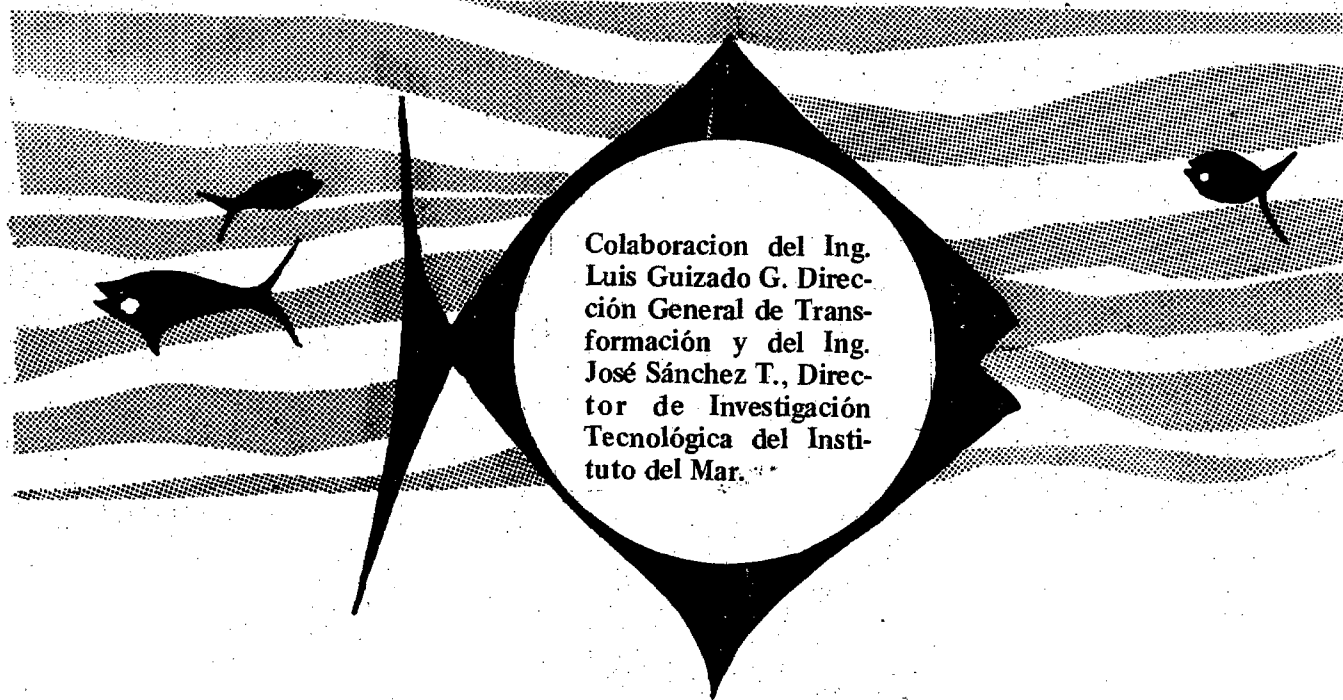 Colaboracion del Ing.
Luis Guizado G. Direc-
ción General de Trans-
formación y del Ing.
José Sánchez T., Direc-
tor de Investigación
Tecnológica del Insti-
tuto del Mar.